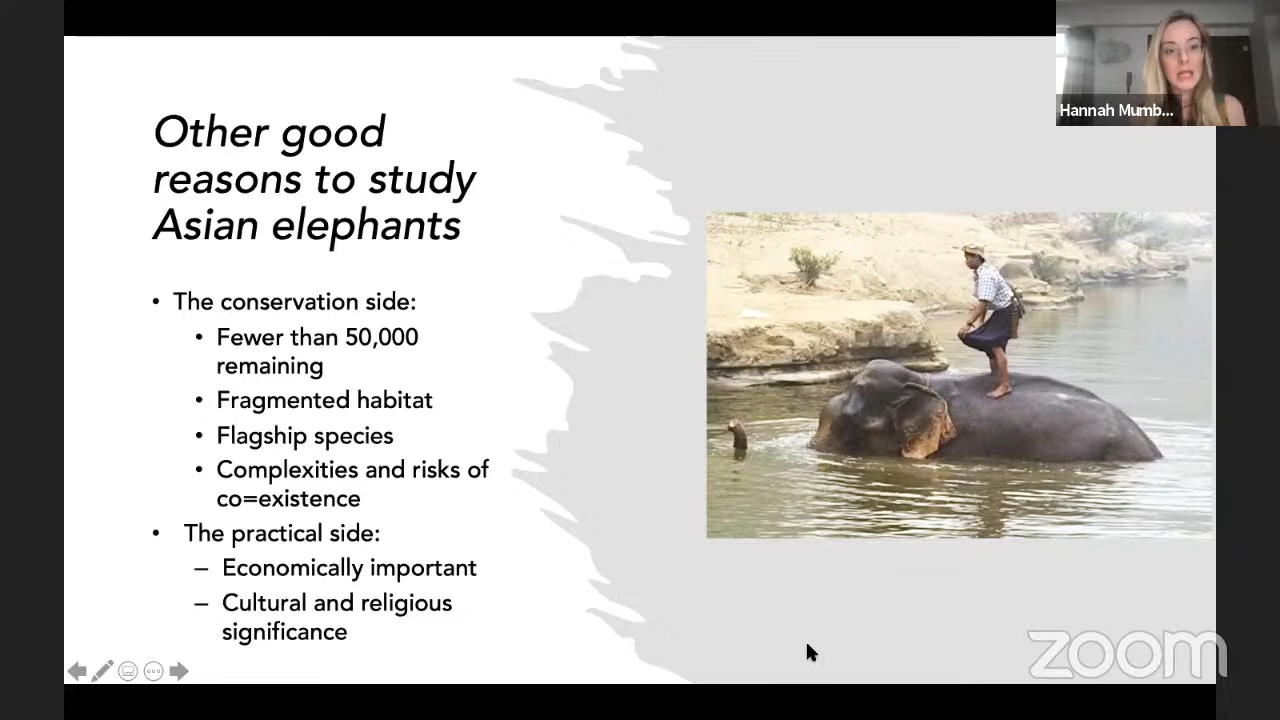 Hannah Mumb...
Other good
reasons to study
Asian elephants
• The conservation side:
• Fewer than 50,000
remaining
• Fragmented habitat
• Flagship species
• Complexities and risks of
co=existence
• The practical side:
– Economically important
– Cultural and religious
significance
zoom